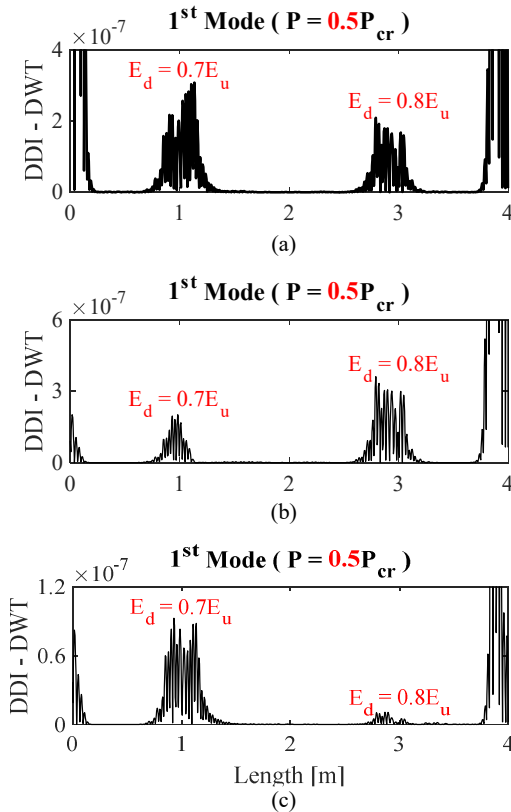 1st Mode ( P = 0.5Pcr )
×10-7
DDI - DWT
4
2
0
Ed = 0.7Eu
Ed = 0.8Eu
0 1 2 3 4
(a)
1st Mode ( P = 0.5Pcr )
×10-7
DDI - DWT
6
3
0
Ed = 0.7Eu
Ed = 0.8Eu
0 1 2 3 4
(b)
1st Mode ( P = 0.5Pcr )
×10-7
DDI - DWT
1.2
0.6
0
Ed = 0.7Eu
Ed = 0.8Eu
0 1 2 3 4
Length [m]
(c)